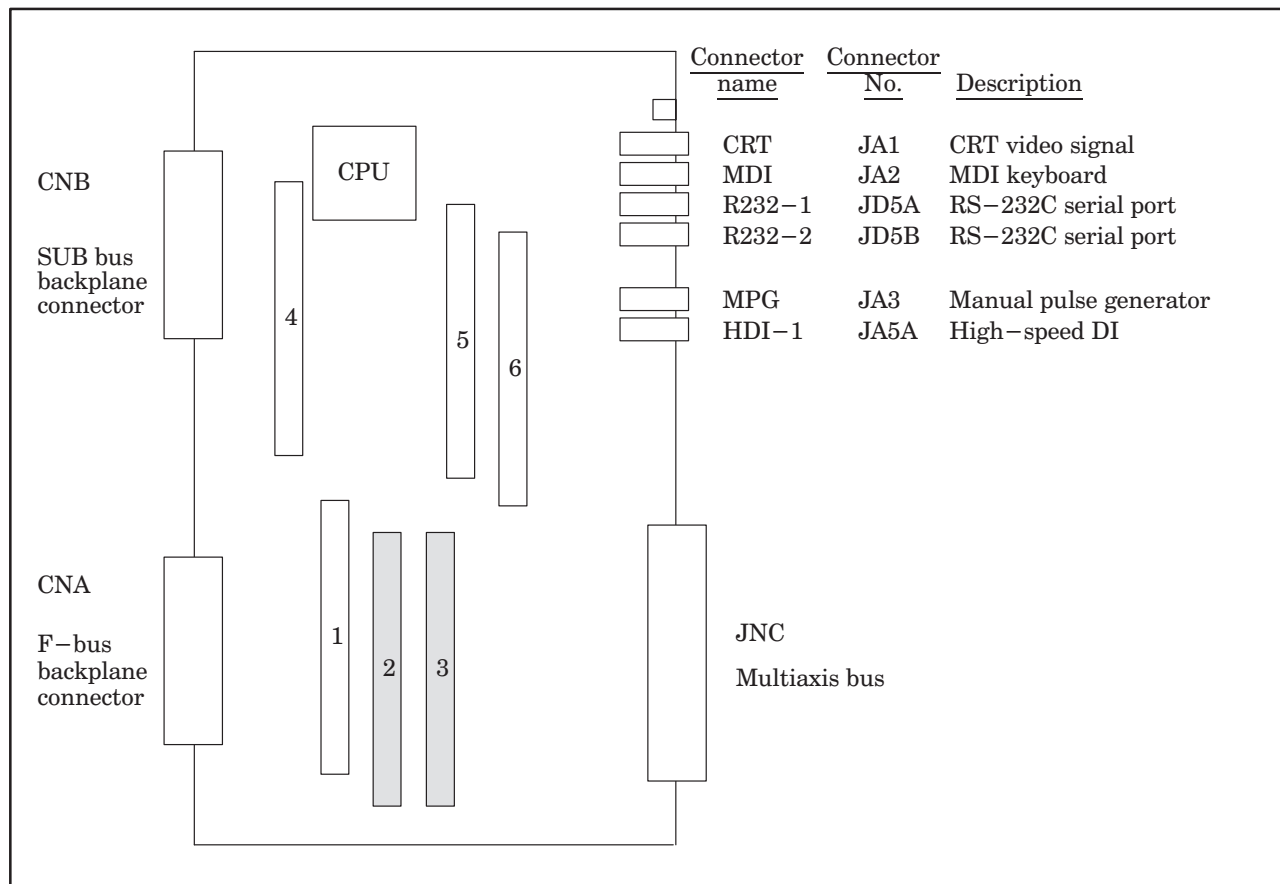 Connector name Connector No. Description
CRT JA1 CRT video signal
MDI JA2 MDI keyboard
R232−1 JD5A RS−232C serial port
R232−2 JD5B RS−232C serial port
MPG JA3 Manual pulse generator
HDI−1 JA5A High−speed DI
CNB
SUB bus
backplane
connector
CPU
4
5
6
CNA
F−bus
backplane
connector
1
2
3
JNC
Multiaxis bus